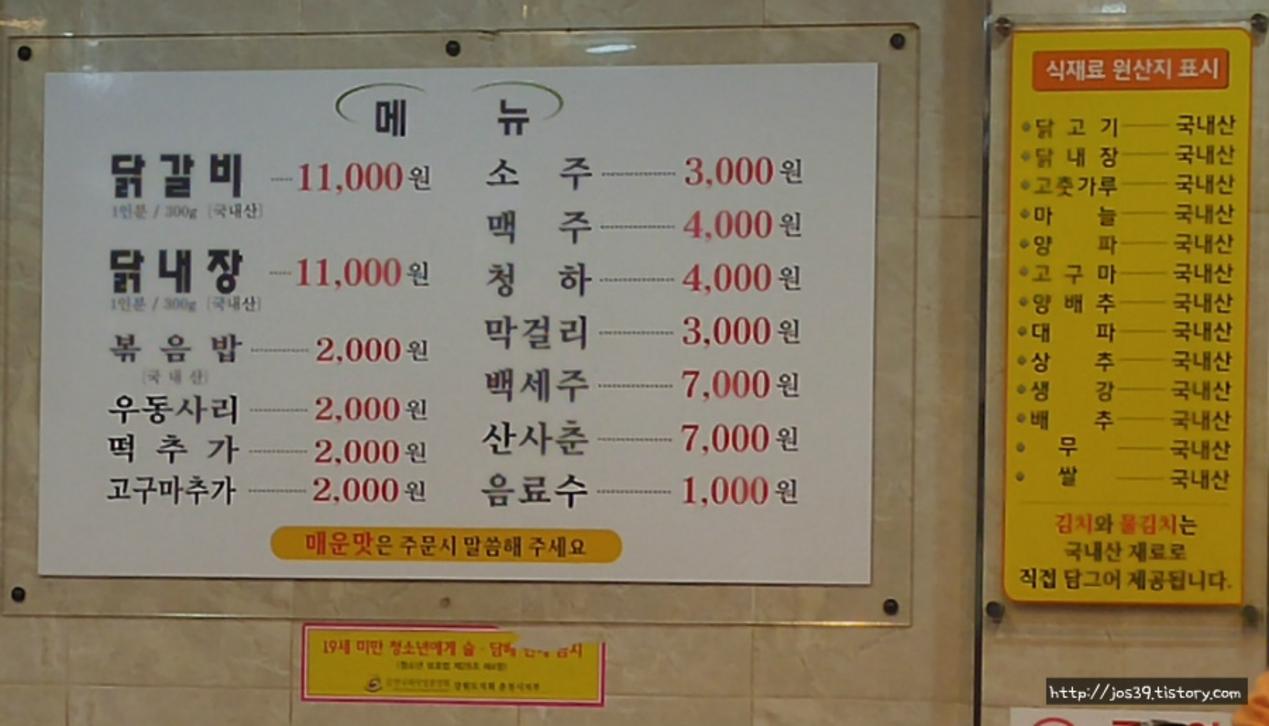 메 뉴
닭갈비 11,000원
1인분 / 300g [국내산]
닭내장 11,000원
1인분 / 300g [국내산]
볶음밥 2,000원
[국내산]
우동사리 2,000원
떡추가 2,000원
고구마추가 2,000원
소주 3,000원
맥주 4,000원
청하 4,000원
막걸리 3,000원
백세주 7,000원
산사춘 7,000원
음료수 1,000원
매운맛은 주문시 말씀해 주세요
식재료 원산지 표시
닭고기 국내산
닭내장 국내산
고춧가루 국내산
마늘 국내산
양파 국내산
고구마 국내산
양배추 국내산
대파 국내산
상추 국내산
생강 국내산
배추 국내산
무 국내산
쌀 국내산
김치와 물김치는
국내산 재료로
직접 담그어 제공됩니다.
19세 미만 청소년에게 술·담배
http://jos39.tistory.com